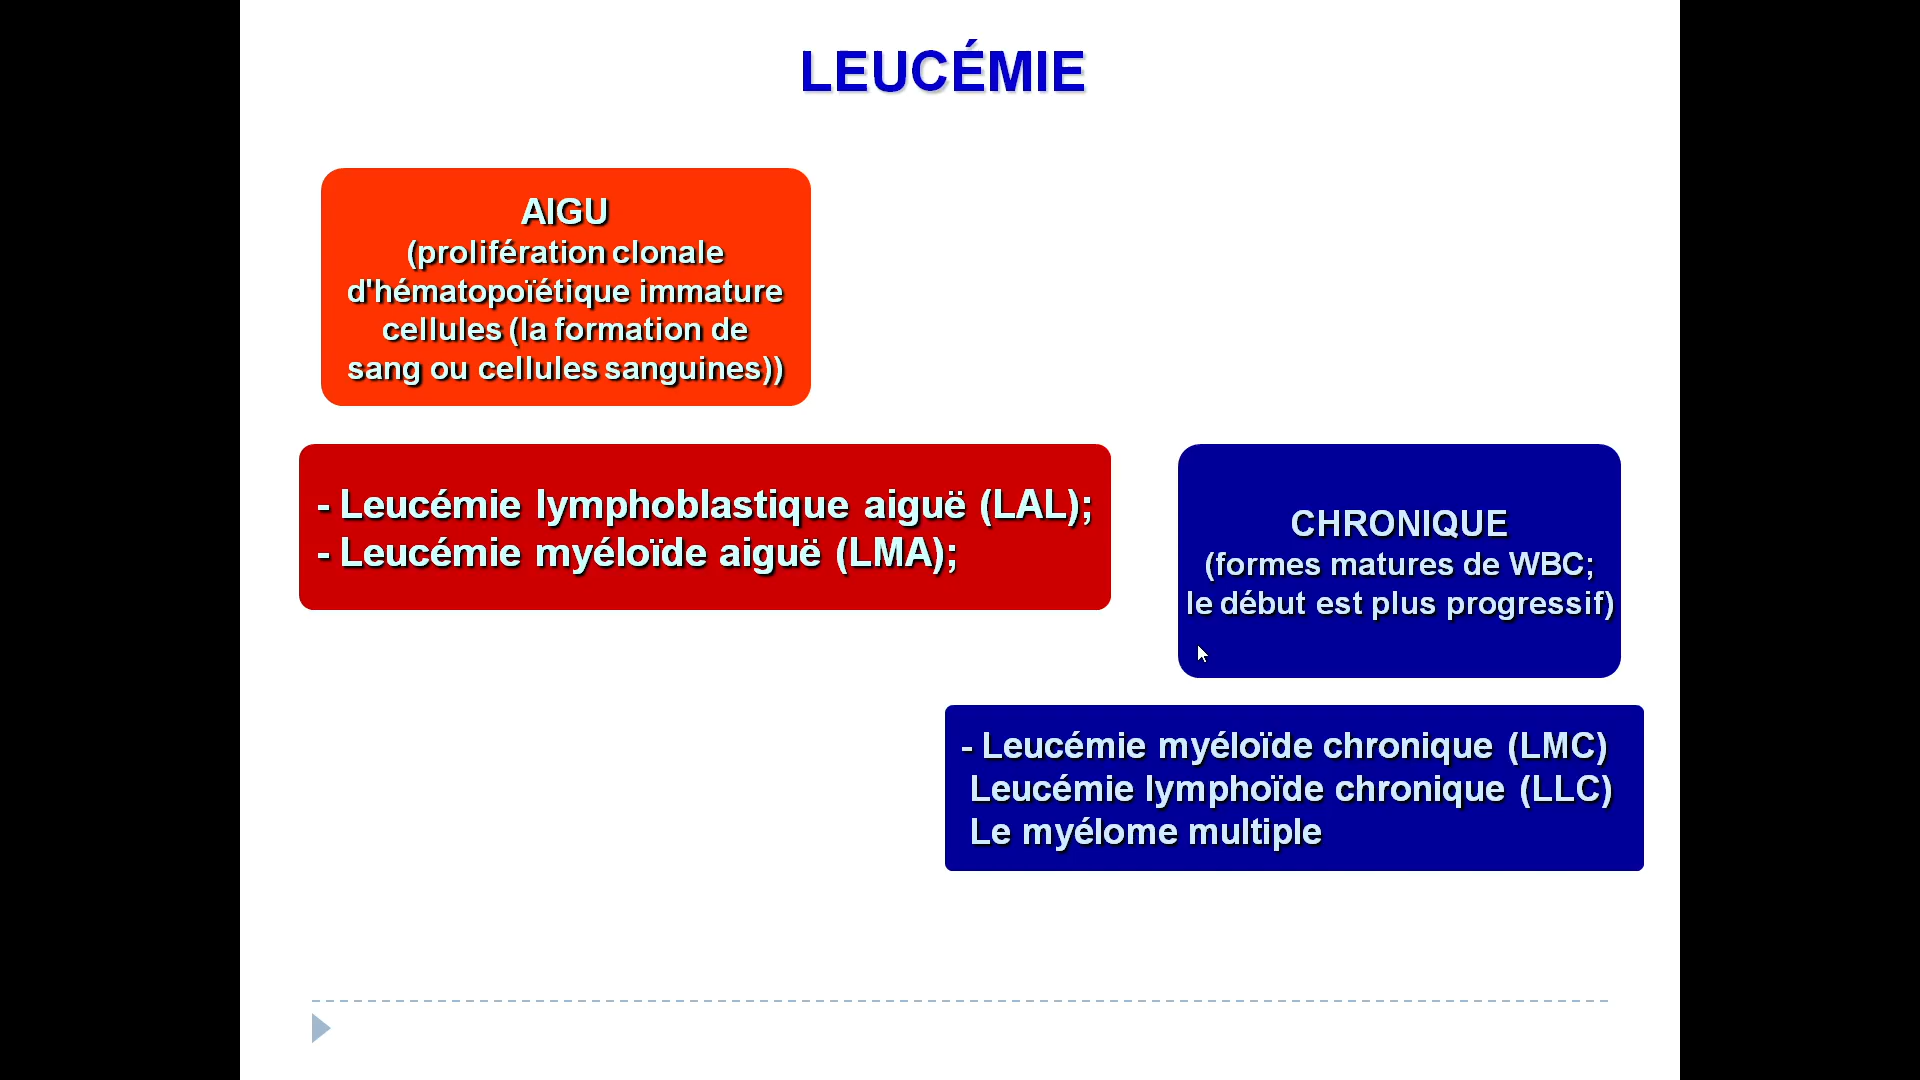 LEUCÉMIE
AIGU
(prolifération clonale
d'hématopoïétique immature
cellules (la formation de
sang ou cellules sanguines))
- Leucémie lymphoblastique aiguë (LAL);
- Leucémie myéloïde aiguë (LMA);
CHRONIQUE
(formes matures de WBC;
le début est plus progressif)
- Leucémie myéloïde chronique (LMC)
Leucémie lymphoïde chronique (LLC)
Le myélome multiple